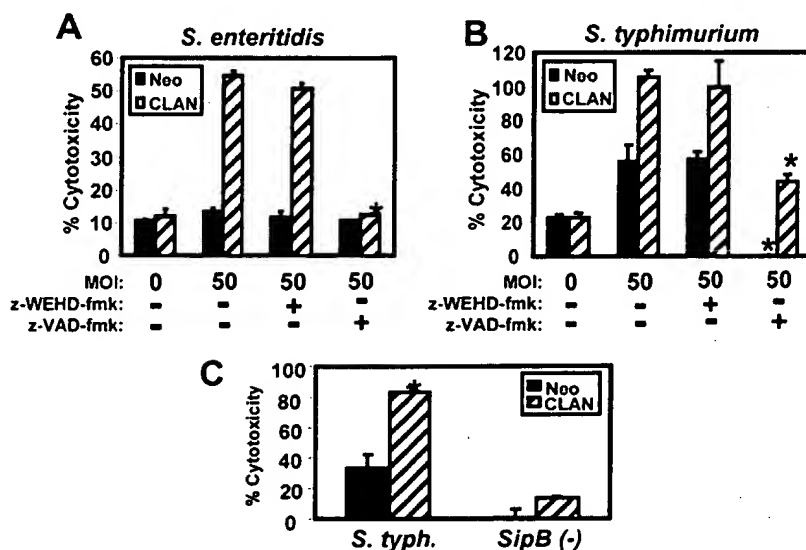 A
S. enteritidis
% Cytotoxicity
60
50
40
30
20
10
0
Neo
CLAN
*
MOI: 0 50 50 50
z-WEHD-fmk: - - + -
z-VAD-fmk: - - - +
B
S. typhimurium
% Cytotoxicity
120
100
80
60
40
20
0
Neo
CLAN
*
*
MOI: 0 50 50 50
z-WEHD-fmk: - - + -
z-VAD-fmk: - - - +
C
% Cytotoxicity
100
80
60
40
20
0
*
Neo
CLAN
S. typh. SipB (-)